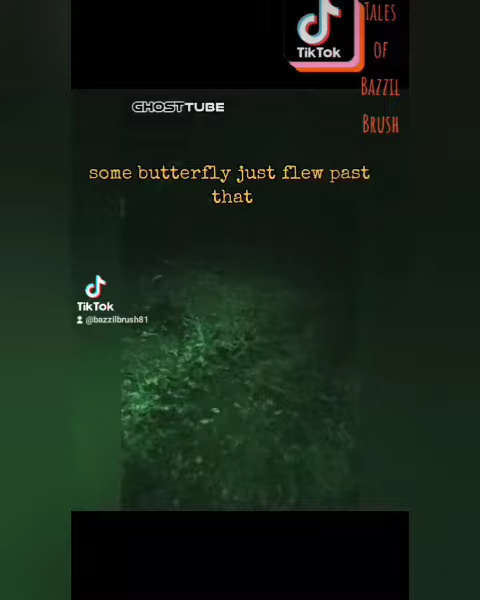 TikTok
Tales
of
Bazzil
Brush
GHOSTTUBE
some butterfly just flew past
that
TikTok
@bazzilbrush81